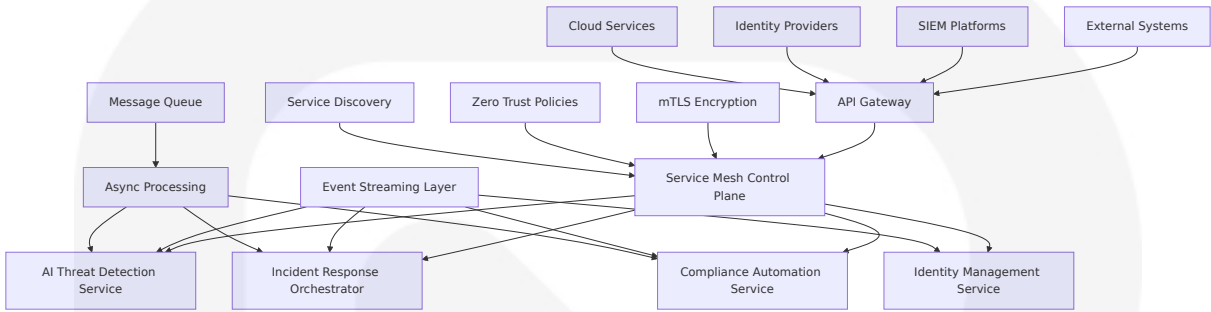 Cloud Services
Identity Providers
SIEM Platforms
External Systems
Message Queue
Service Discovery
Zero Trust Policies
mTLS Encryption
API Gateway
Async Processing
Event Streaming Layer
Service Mesh Control
Plane
AI Threat Detection
Service
Incident Response
Orchestrator
Compliance Automation
Service
Identity Management
Service